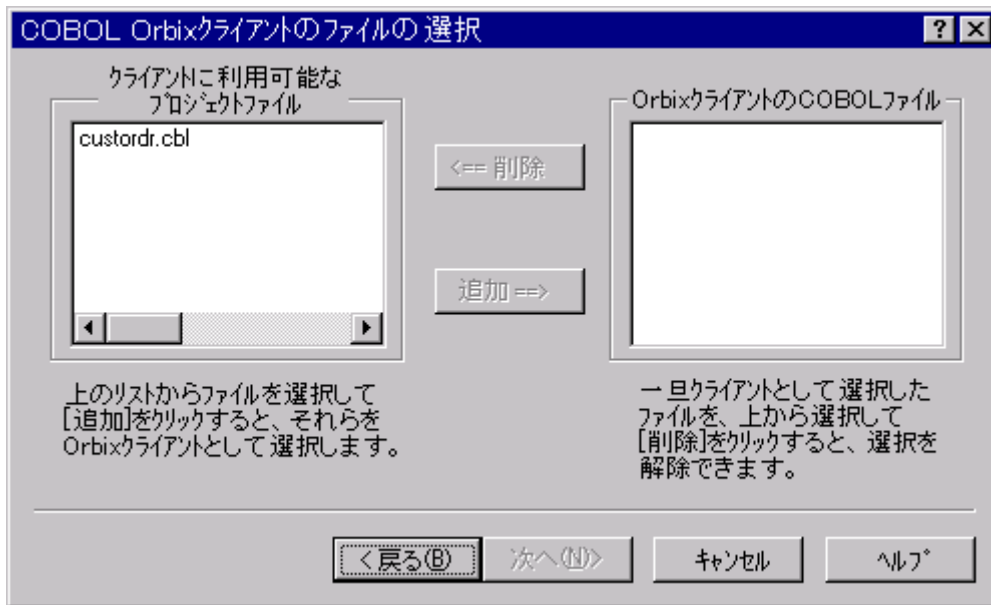 COBOL Orbixクライアントのファイルの選択
クライアントに利用可能な
プロジェクトファイル
custordr.cbl
<== 削除
追加 ==>
OrbixクライアントのCOBOLファイル
上のリストからファイルを選択して
[追加]をクリックすると、それらを
Orbixクライアントとして選択します。
一旦クライアントとして選択した
ファイルを、上から選択して
[削除]をクリックすると、選択を
解除できます。
<戻る(B)
次へ(N)>
キャンセル
ヘルプ